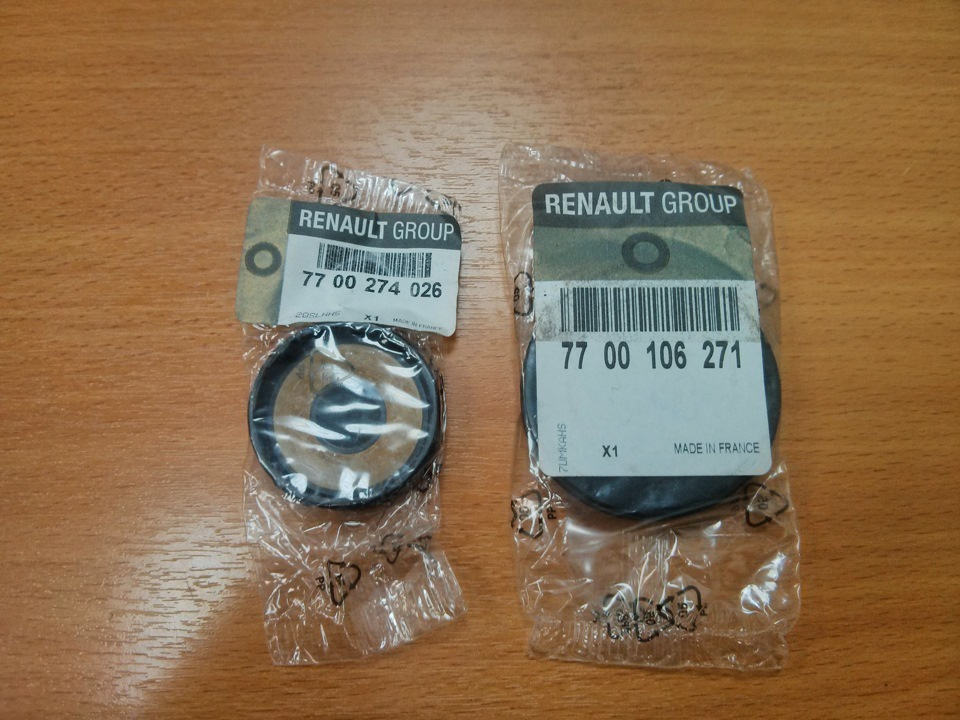 RENAULT GROUP
77 00 274 026
X1 MADE IN FRANCE
RENAULT GROUP
77 00 106 271
7UMKAHS
X1 MADE IN FRANCE